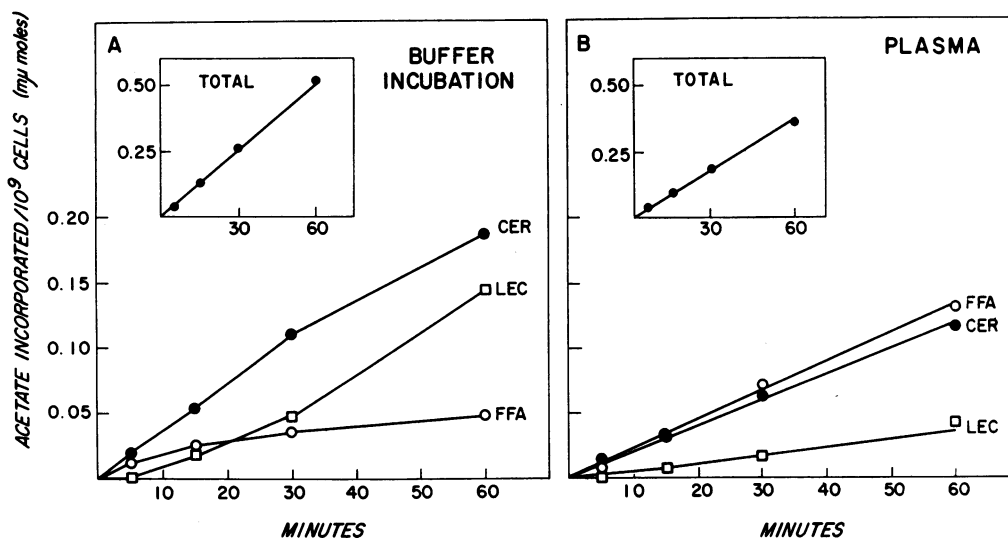 ACETATE INCORPORATED/10⁹ CELLS (mμ moles)
A
BUFFER
INCUBATION
TOTAL
0.50
0.25
30
60
0.20
0.15
0.10
0.05
CER
LEC
FFA
10
20
30
40
50
60
MINUTES
B
PLASMA
TOTAL
0.50
0.25
30
60
FFA
CER
LEC
10
20
30
40
50
60
MINUTES